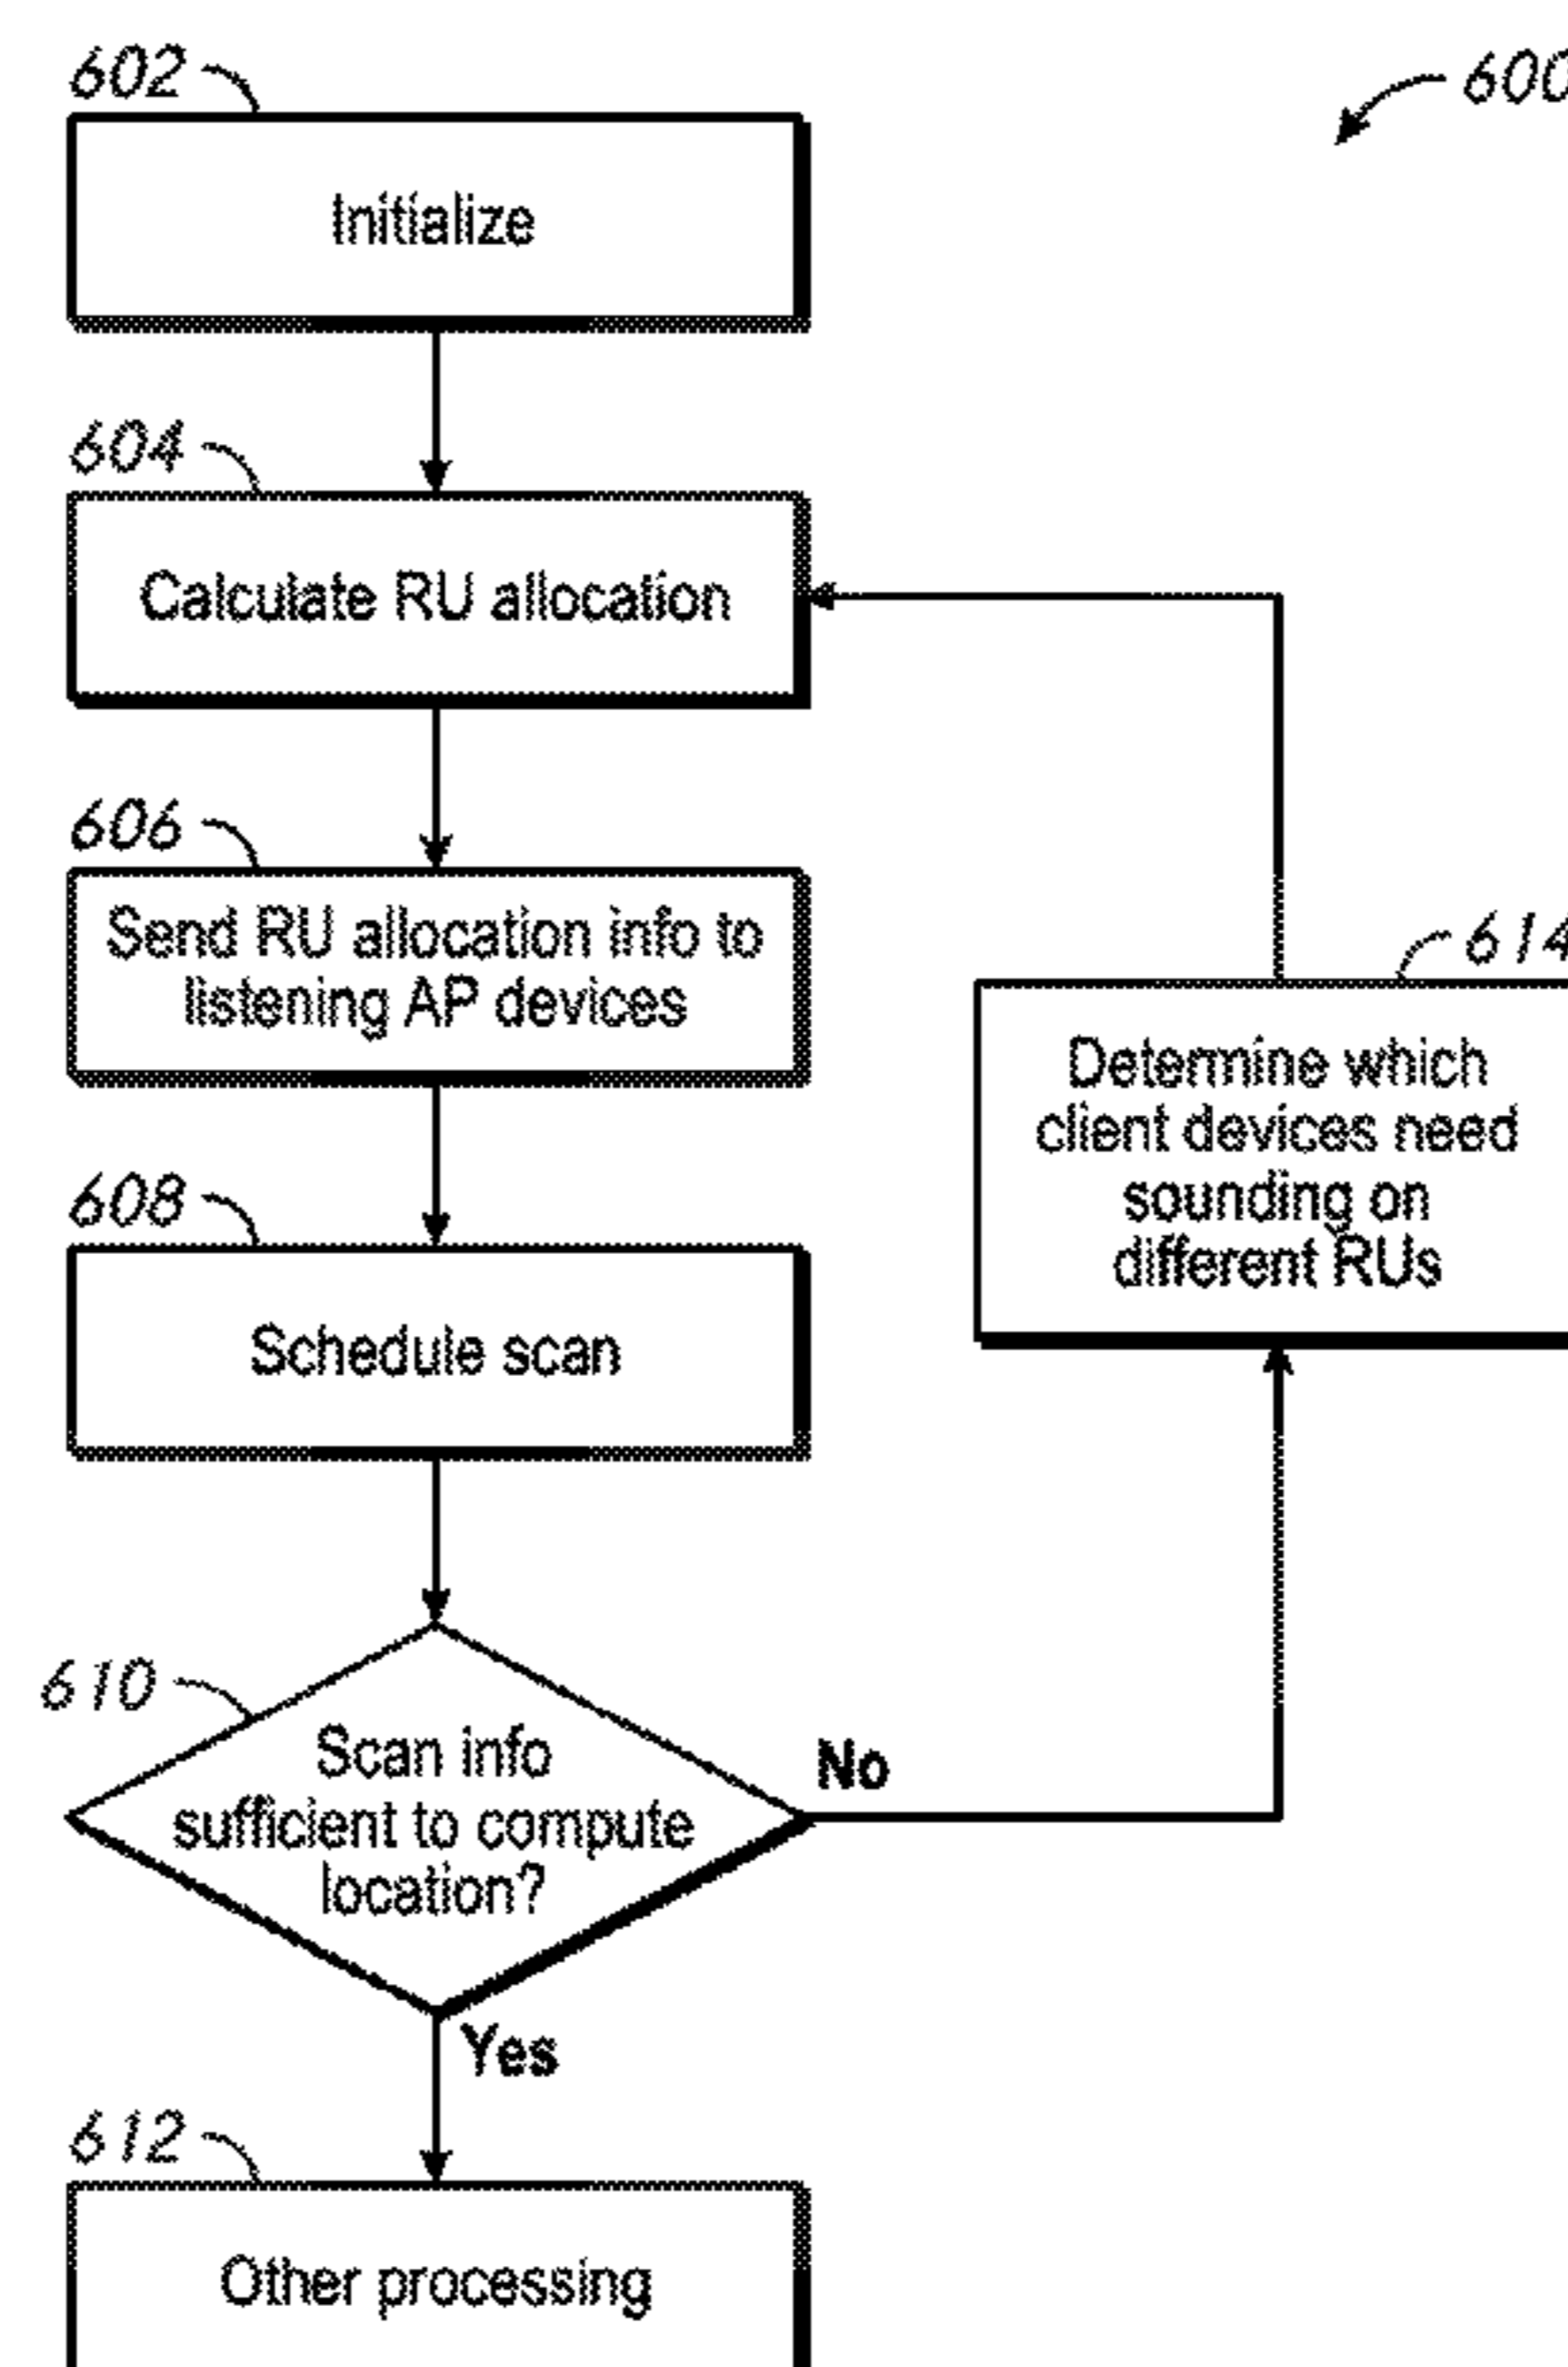 602
600
Initialize
604
Calculate RU allocation
606
Send RU allocation info to
listening AP devices
614
Determine which
client devices need
sounding on
different RUs
608
Schedule scan
610
Scan info
sufficient to compute
location?
No
Yes
612
Other processing